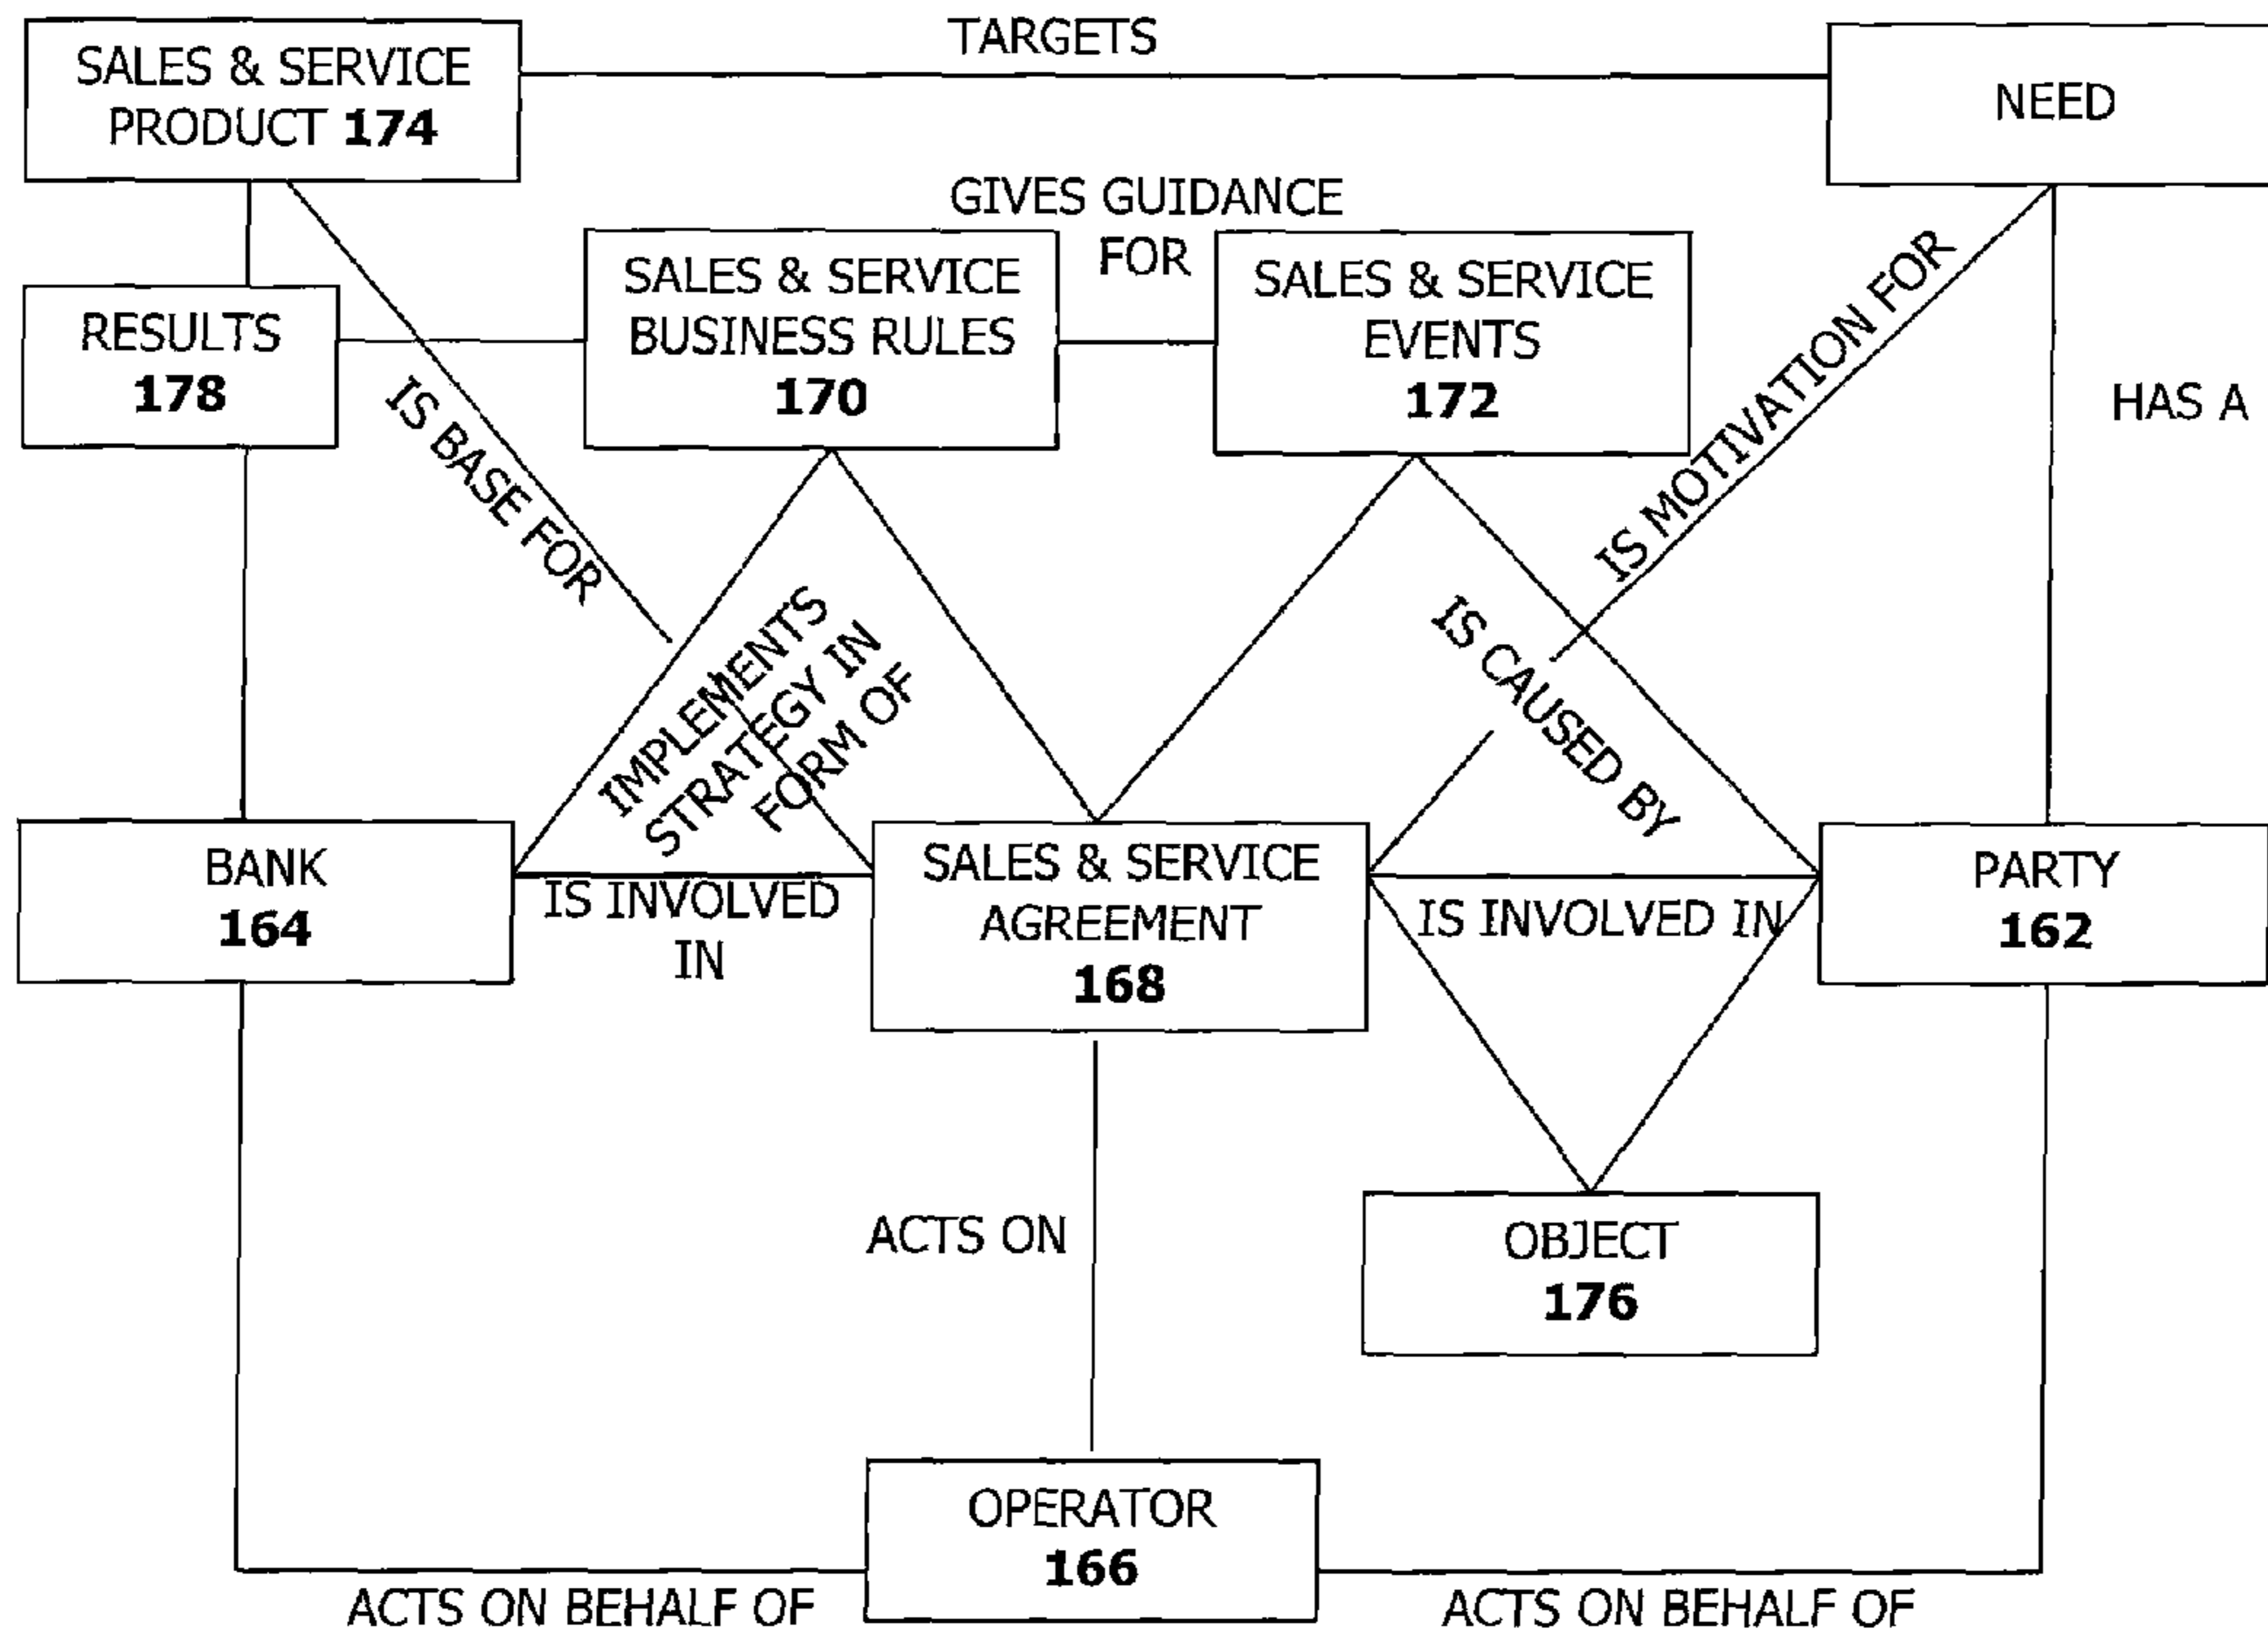 TARGETS
SALES & SERVICE
PRODUCT 174
NEED
GIVES GUIDANCE
FOR
RESULTS
178
SALES & SERVICE
BUSINESS RULES
170
SALES & SERVICE
EVENTS
172
HAS A
IS BASE FOR
IS MOTIVATION FOR
IMPLEMENTS
STRATEGY IN
FORM OF
IS CAUSED BY
BANK
164
IS INVOLVED
IN
SALES & SERVICE
AGREEMENT
168
IS INVOLVED IN
PARTY
162
ACTS ON
OBJECT
176
OPERATOR
166
ACTS ON BEHALF OF
ACTS ON BEHALF OF